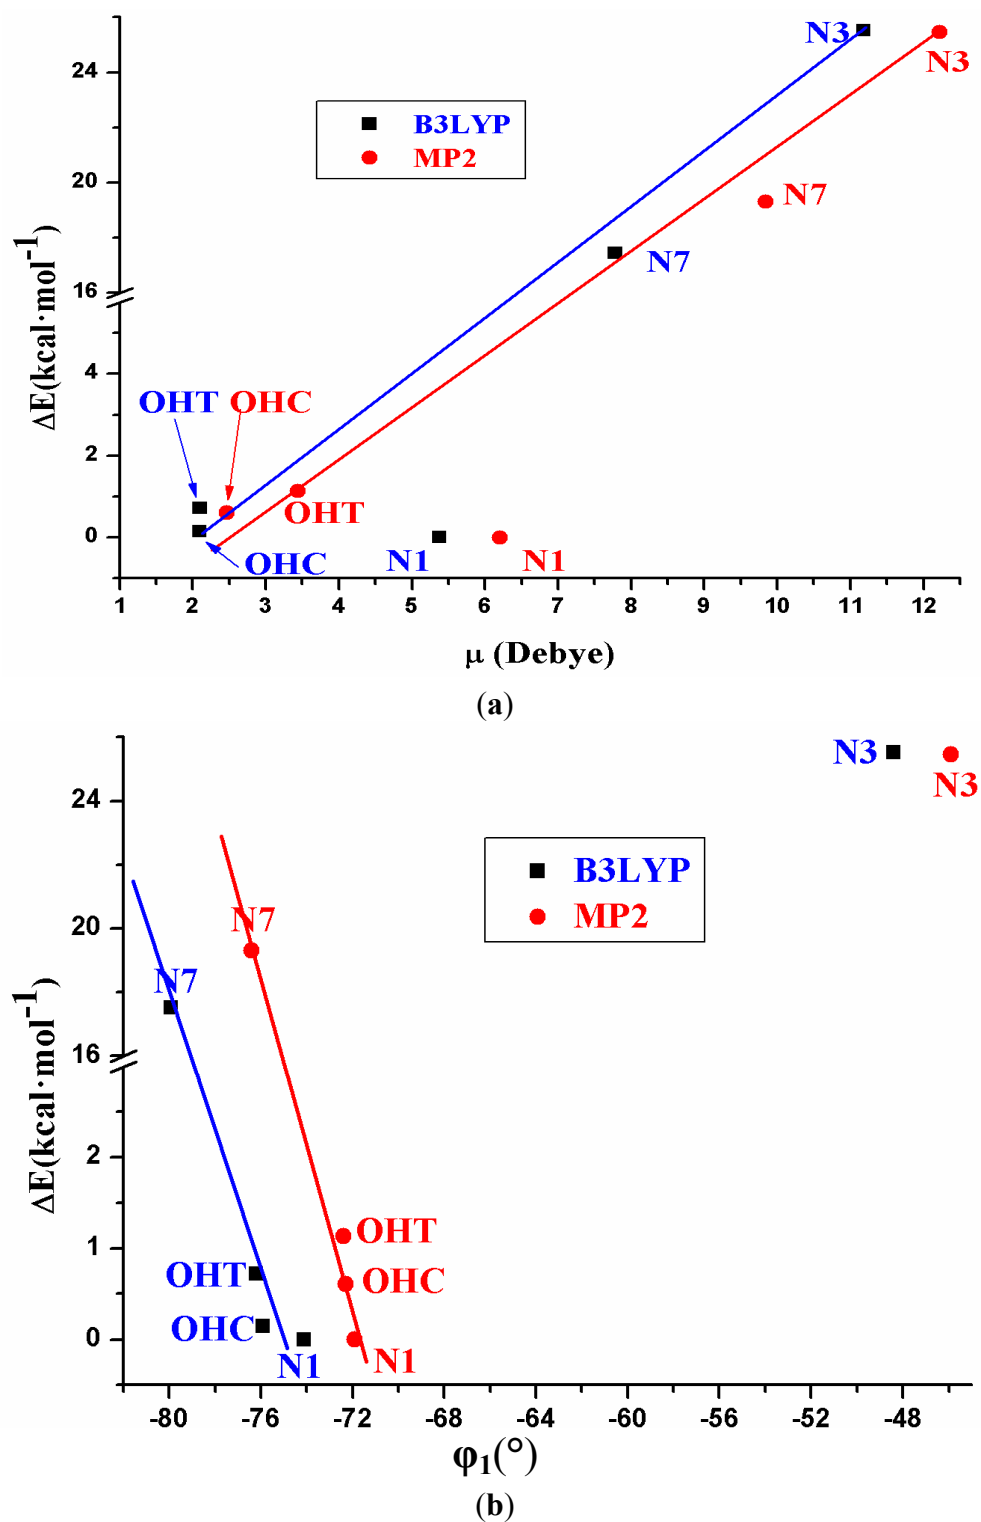 N3
N3
24
B3LYP
MP2
20
N7
N7
16
ΔE(kcal·mol⁻¹)
4
OHT
OHC
2
OHT
0
OHC
N1
N1
1 2 3 4 5 6 7 8 9 10 11 12
μ (Debye)
(a)
N3
N3
24
B3LYP
MP2
N7
20
N7
16
ΔE(kcal·mol⁻¹)
2
OHT
1
OHT
OHC
OHC
0
N1
N1
-80 -76 -72 -68 -64 -60 -56 -52 -48
φ₁(°)
(b)